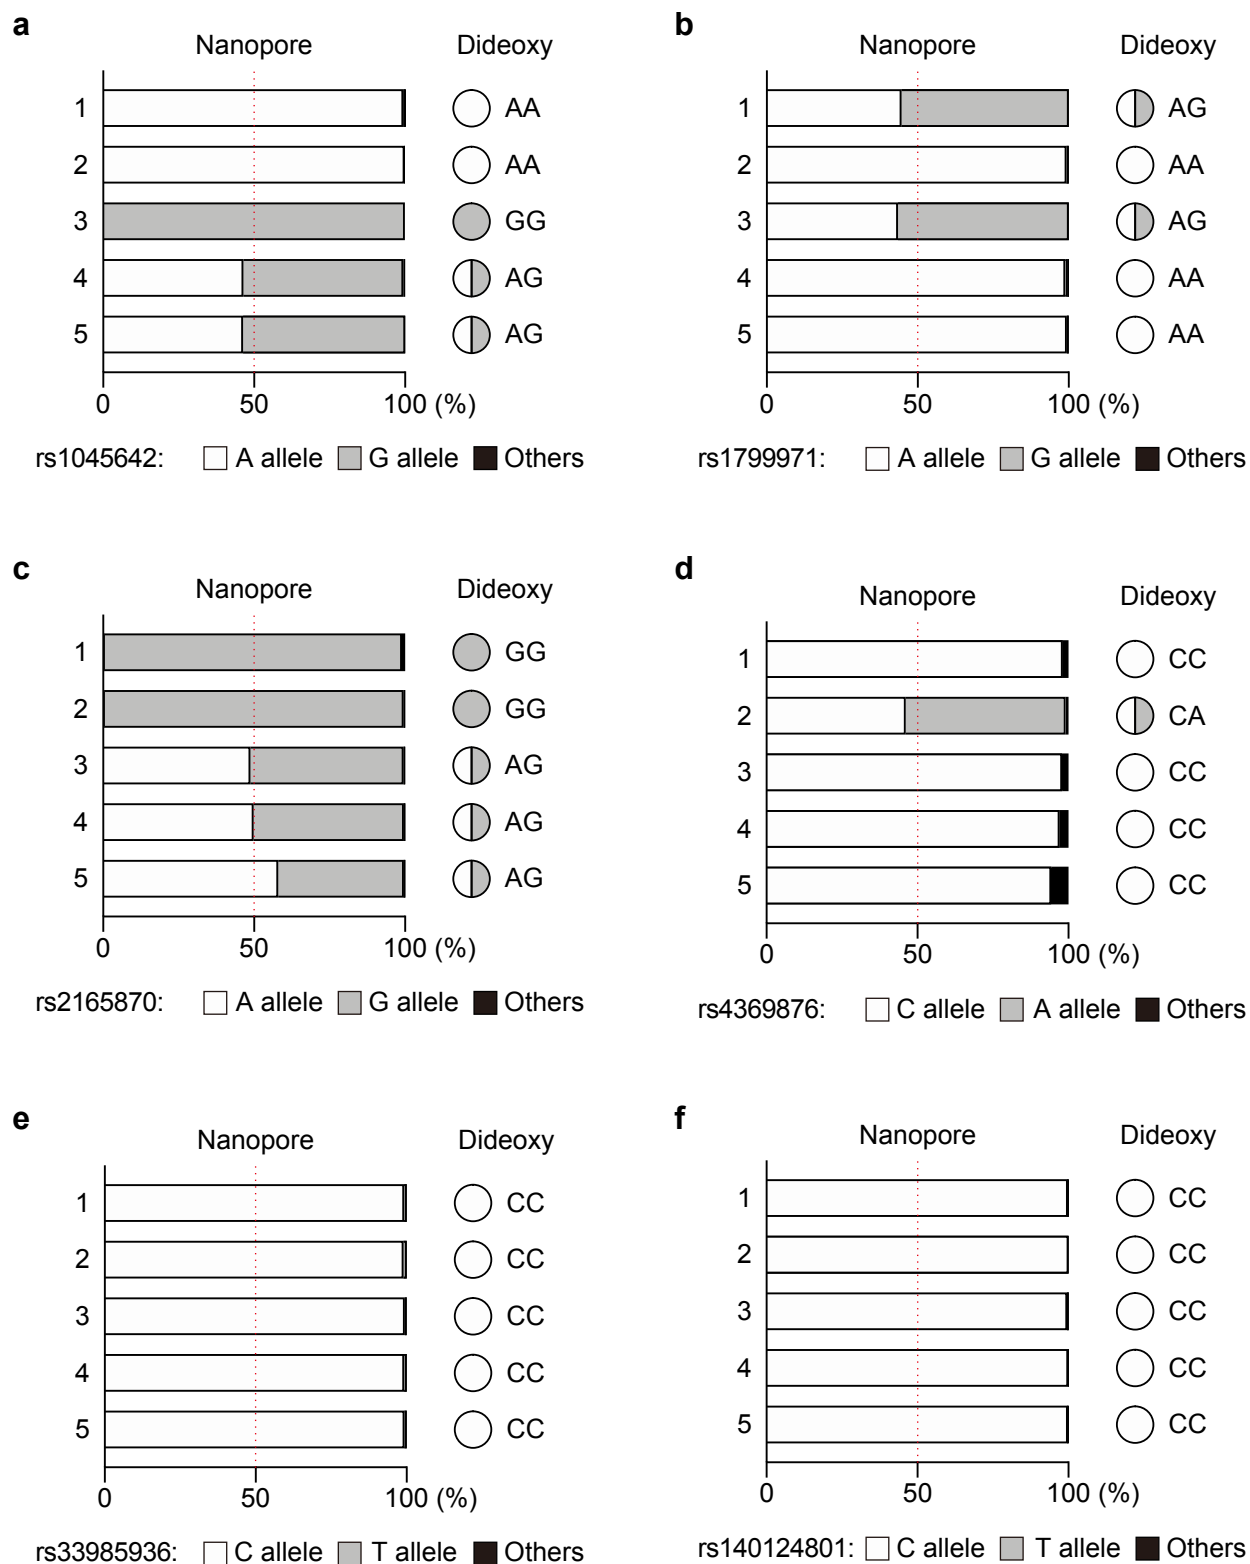 a
Nanopore Dideoxy
1 AA
2 AA
3 GG
4 AG
5 AG
0 50 100 (%)
rs1045642: A allele G allele Others
b
Nanopore Dideoxy
1 AG
2 AA
3 AG
4 AA
5 AA
0 50 100 (%)
rs1799971: A allele G allele Others
c
Nanopore Dideoxy
1 GG
2 GG
3 AG
4 AG
5 AG
0 50 100 (%)
rs2165870: A allele G allele Others
d
Nanopore Dideoxy
1 CC
2 CA
3 CC
4 CC
5 CC
0 50 100 (%)
rs4369876: C allele A allele Others
e
Nanopore Dideoxy
1 CC
2 CC
3 CC
4 CC
5 CC
0 50 100 (%)
rs33985936: C allele T allele Others
f
Nanopore Dideoxy
1 CC
2 CC
3 CC
4 CC
5 CC
0 50 100 (%)
rs140124801: C allele T allele Others